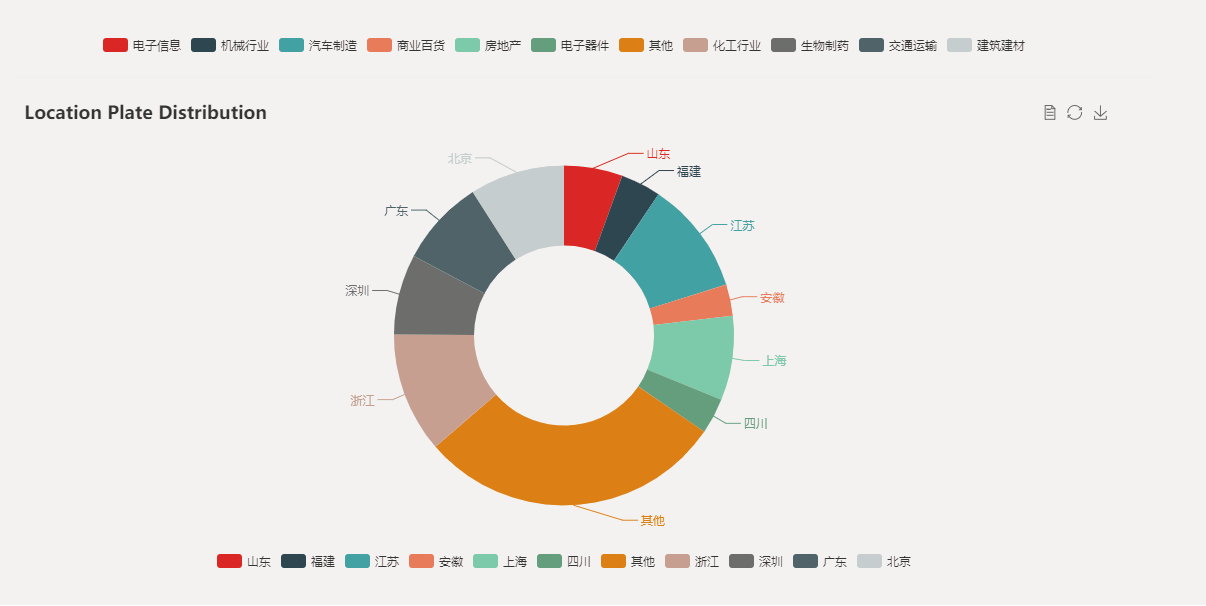 电子信息 机械行业 汽车制造 商业百货 房地产 电子器件 其他 化工行业 生物制药 交通运输 建筑建材
Location Plate Distribution
北京
山东
福建
广东
江苏
深圳
安徽
上海
浙江
四川
其他
山东 福建 江苏 安徽 上海 四川 其他 浙江 深圳 广东 北京